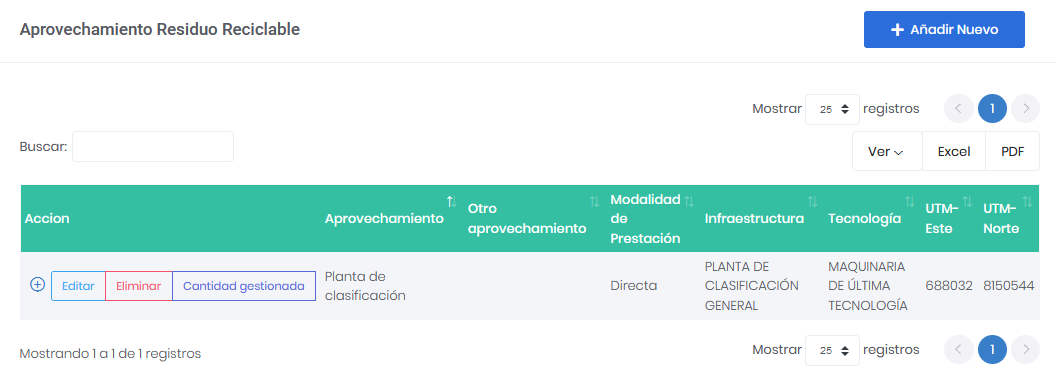 Aprovechamiento Residuo Reciclable
Añadir Nuevo
Mostrar 25 registros 1
Buscar:
Ver Excel PDF
Accion Aprovechamiento Otro aprovechamiento Modalidad de Prestación Infraestructura Tecnología UTM-Este UTM-Norte
Editar Eliminar Cantidad gestionada Planta de clasificación Directa PLANTA DE CLASIFICACIÓN GENERAL MAQUINARIA DE ÚLTIMA TECNOLOGÍA 688032 8150544
Mostrando 1 a 1 de 1 registros
Mostrar 25 registros 1